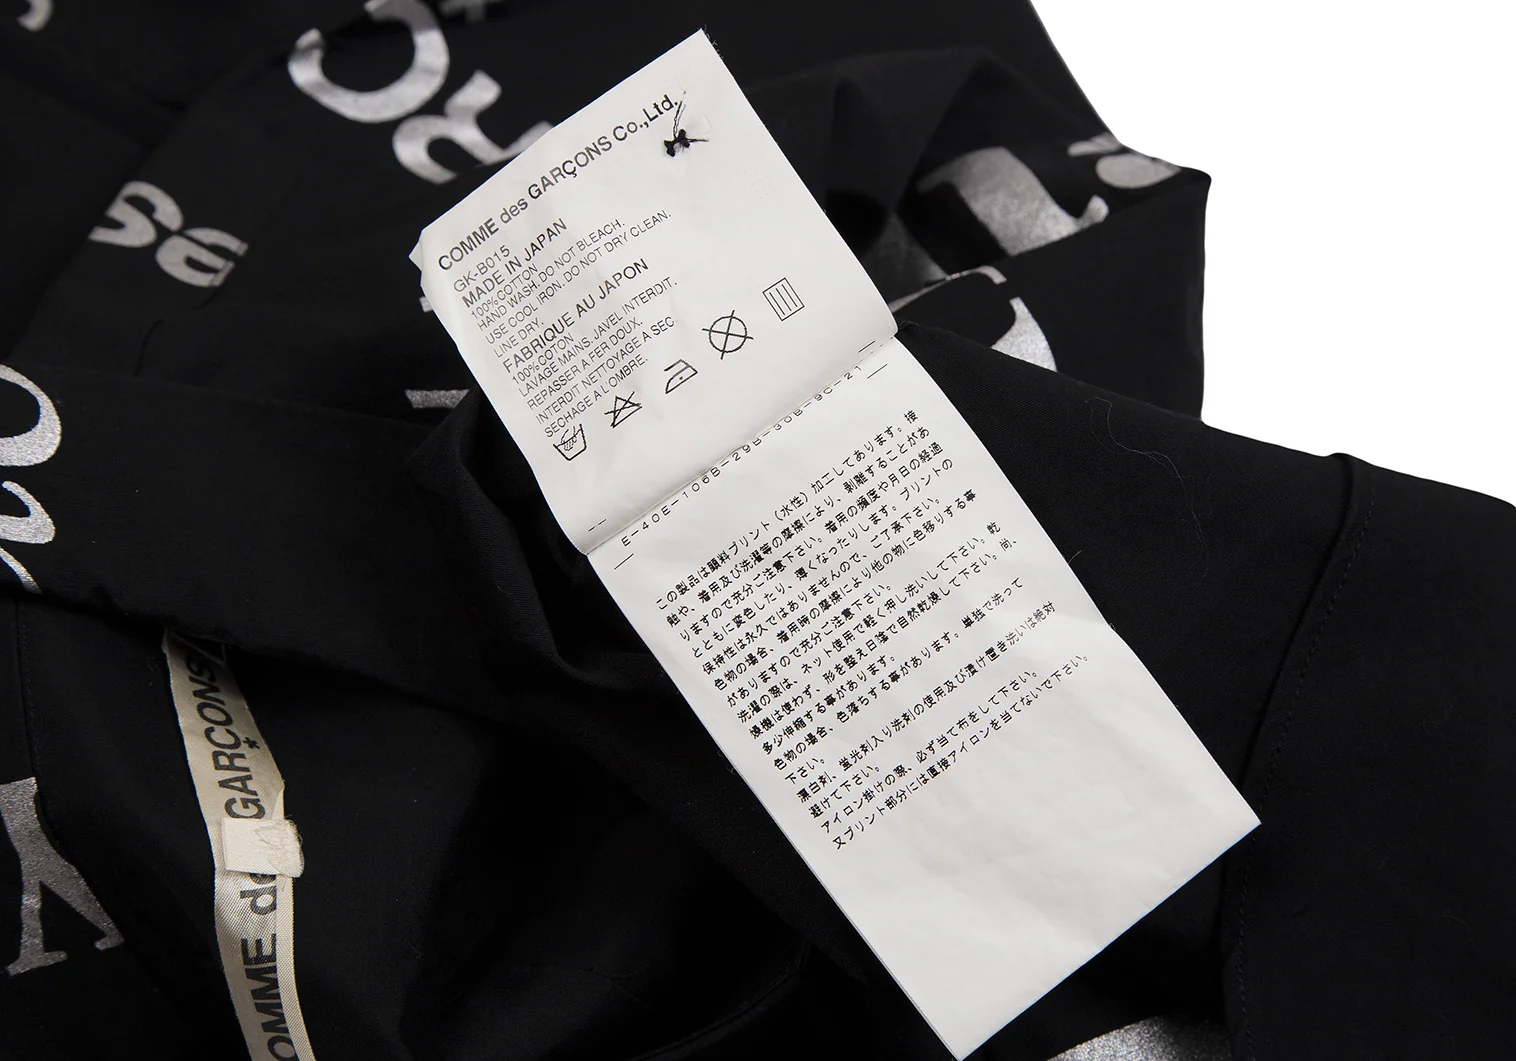 COMME des GARÇONS Co.,Ltd.
GK-B015
MADE IN JAPAN
100%COTTON
HAND WASH. DO NOT BLEACH.
USE COOL IRON. DO NOT DRY CLEAN.
LINE DRY.
FABRIQUE AU JAPON
100%COTON
LAVAGE MAINS. JAVEL INTERDIT.
REPASSER A FER DOUX.
INTERDIT NETTOYAGE A SEC.
SECHAGE A L'OMBRE.
E-40E-106B-29B-30B-9C-21
この製品は顔料プリント（水性）加工してあります。接
触や、着用及び洗濯等の摩擦により、剥離することがあ
りますので充分ご注意下さい。着用の頻度や月日の経過
とともに変色したり、薄くなったりします。プリントの
保持性は永久ではありませんので、ご了承下さい。
色物の場合、着用時の摩擦により他の物に色移りする事
がありますので充分ご注意下さい。
洗濯の際は、ネット使用で軽く押し洗いして下さい。乾
燥機は使わず、形を整え日陰で自然乾燥して下さい。尚、
多少伸縮する事があります。
色物の場合、色落ちする事があります。単独で洗って
下さい。
漂白剤、蛍光剤入り洗剤の使用及び漬け置き洗いは絶対
避けて下さい。
アイロン掛けの際、必ず当て布をして下さい。
又プリント部分には直接アイロンを当てないで下さい。
COMME de
GARÇONS
se